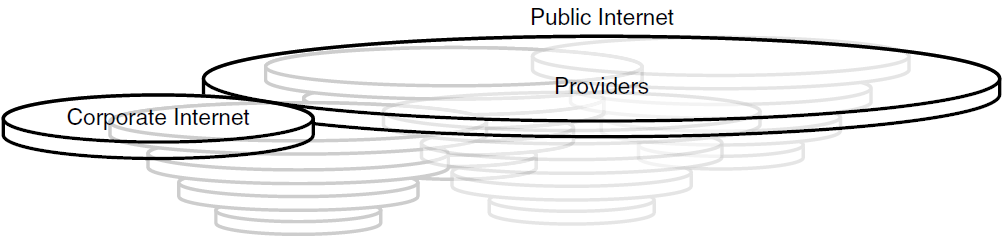 Public Internet
Providers
Corporate Internet